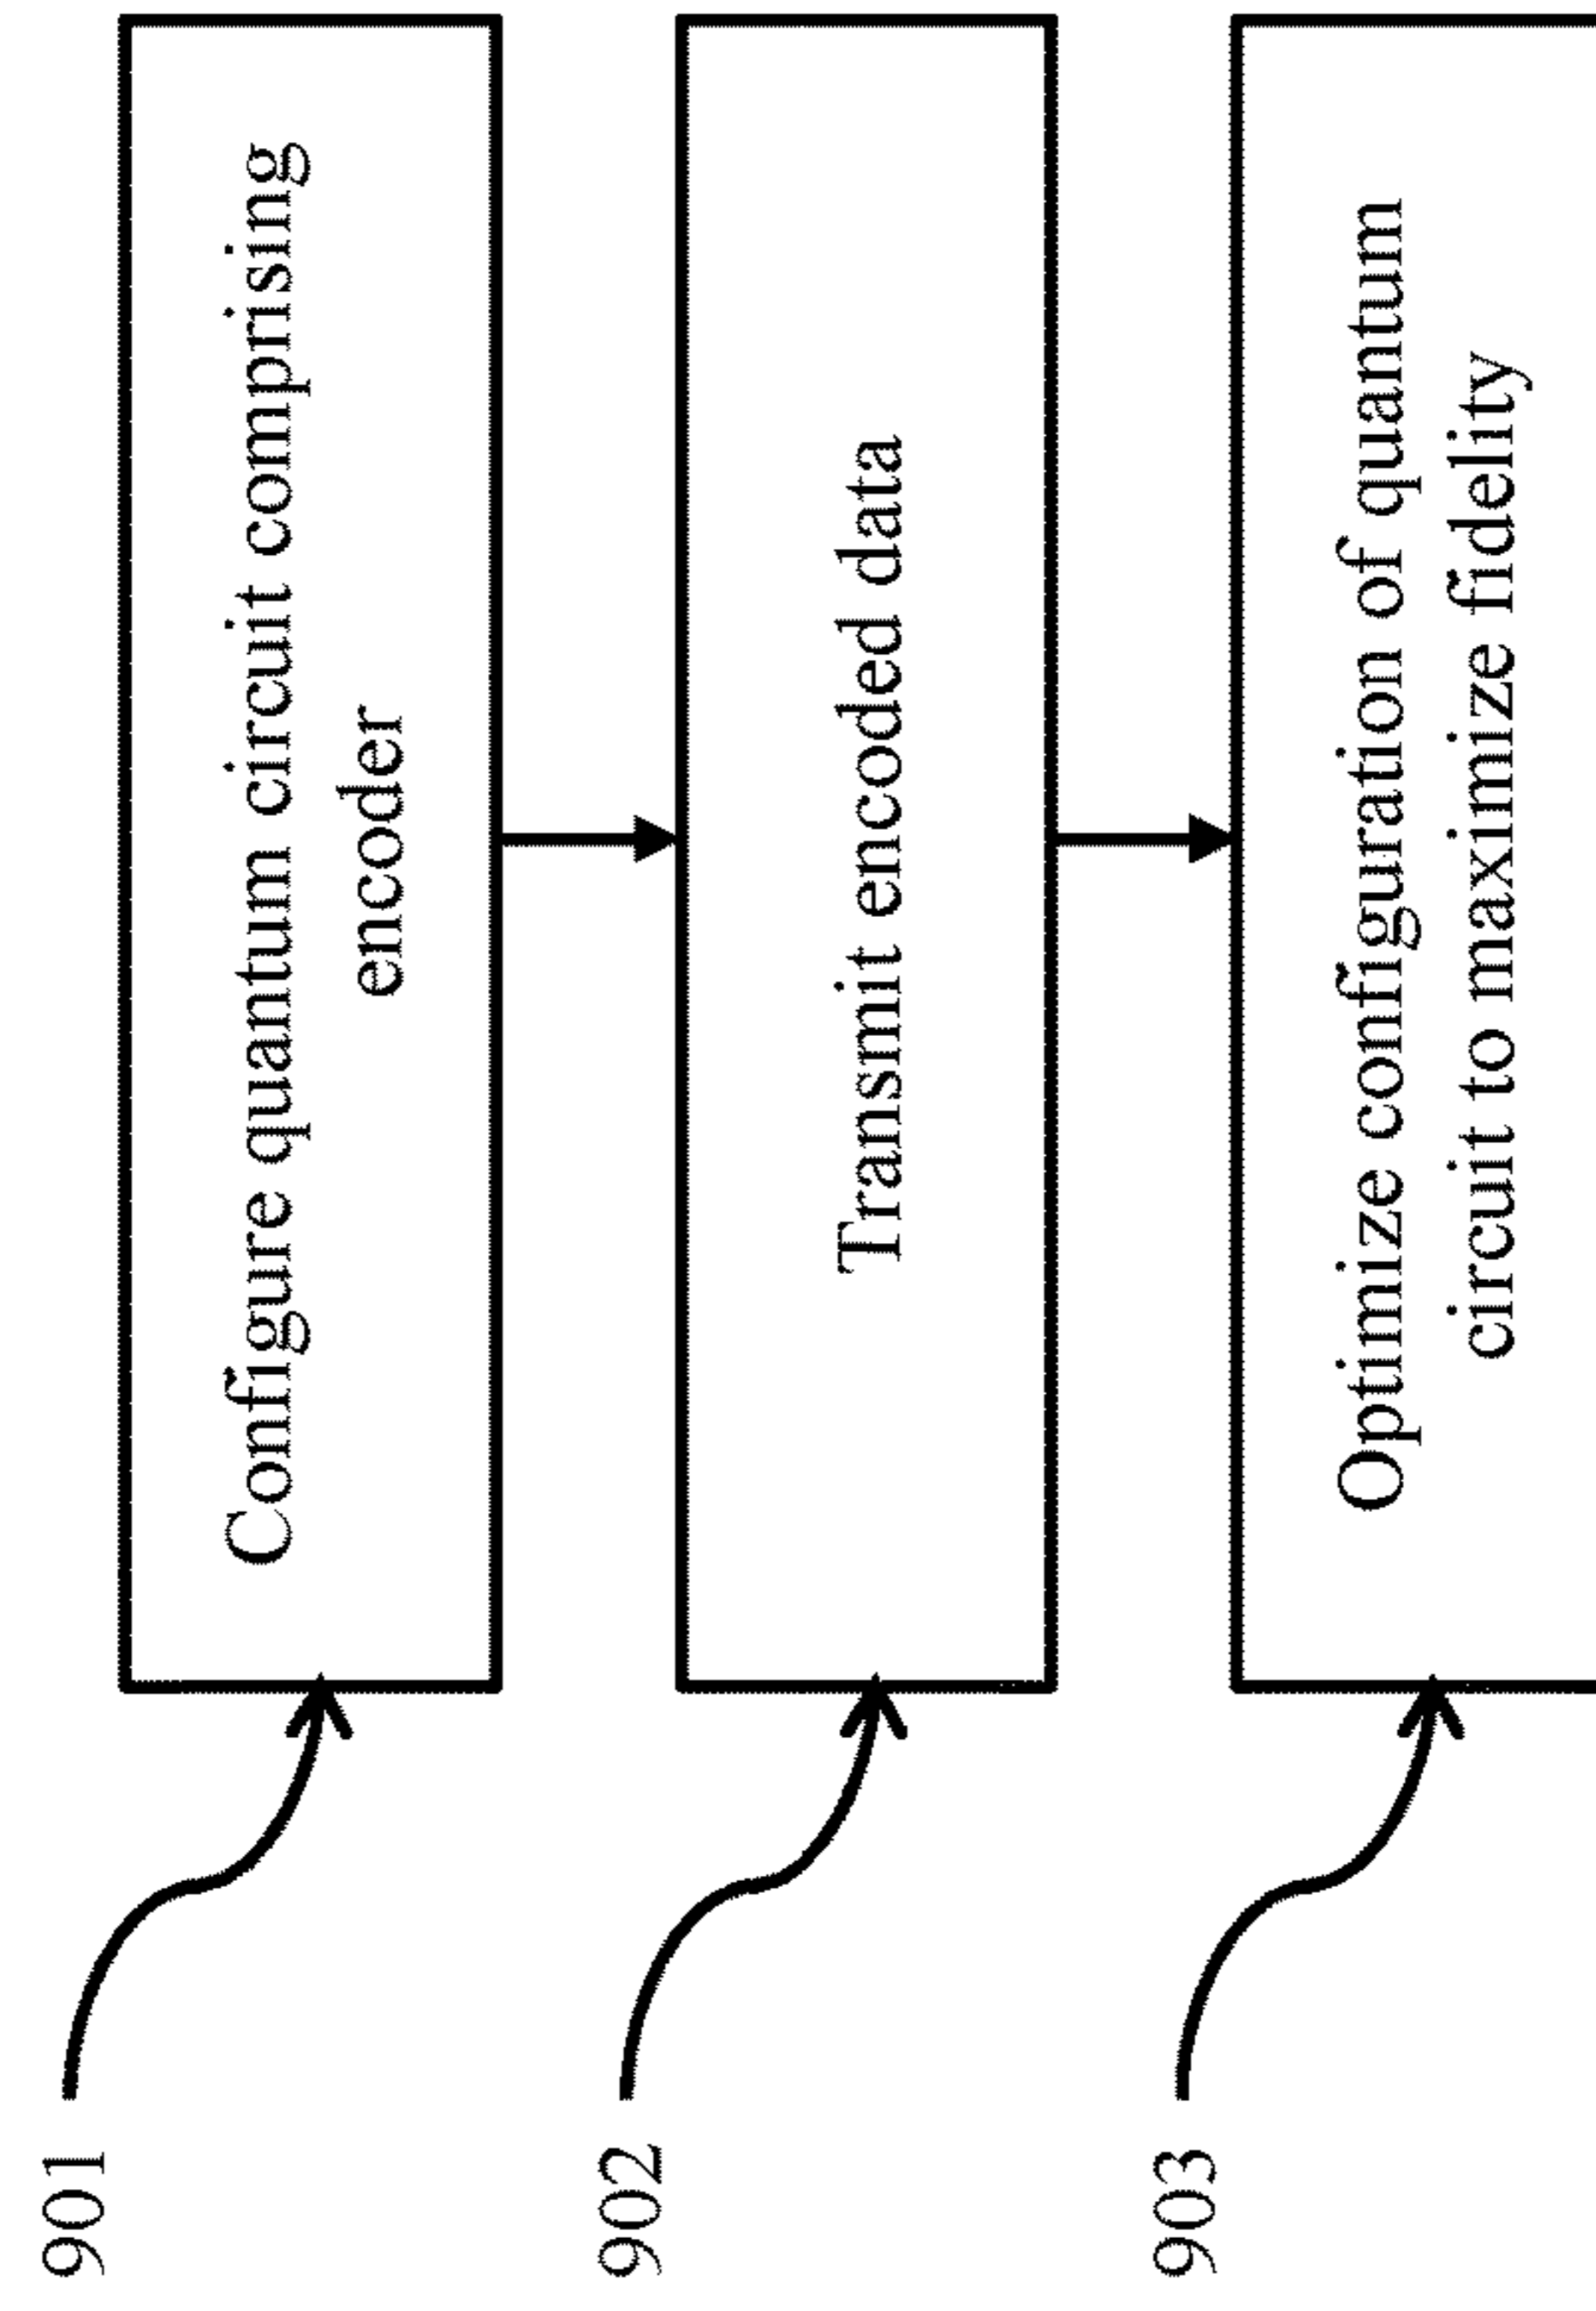 901
Configure quantum circuit comprising
encoder
902
Transmit encoded data
903
Optimize configuration of quantum
circuit to maximize fidelity